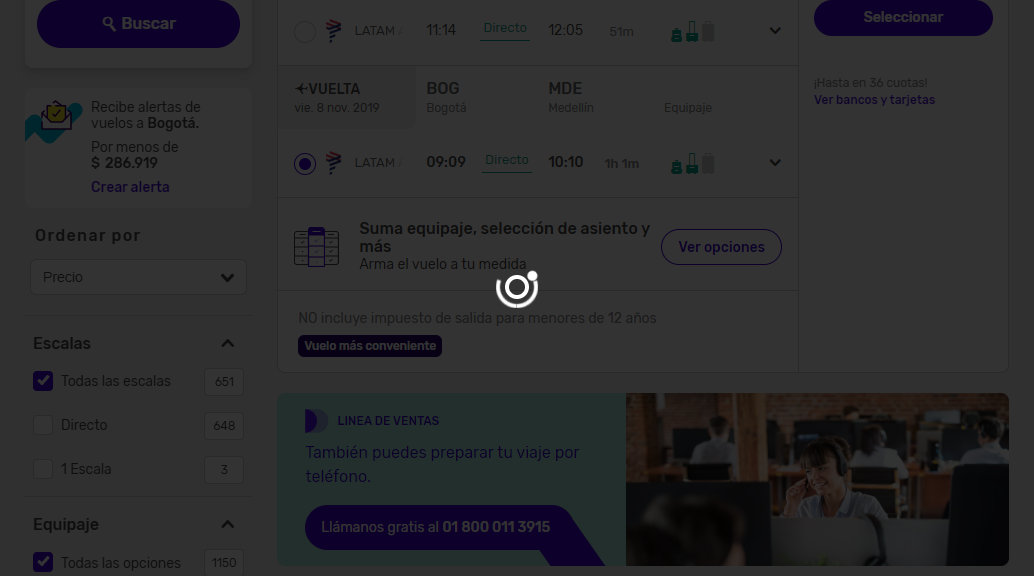 Buscar
Recibe alertas de
vuelos a Bogotá.
Por menos de
$ 286.919
Crear alerta
Ordenar por
Precio
Escalas
Todas las escalas 651
Directo 648
1 Escala 3
Equipaje
Todas las opciones 1150
LATAM 11:14 Directo 12:05 51m
VUELTA BOG MDE
vie. 8 nov. 2019 Bogotá Medellín Equipaje
LATAM 09:09 Directo 10:10 1h 1m
Suma equipaje, selección de asiento y
más
Arma el vuelo a tu medida
Ver opciones
NO incluye impuesto de salida para menores de 12 años
Vuelo más conveniente
Seleccionar
¡Hasta en 36 cuotas!
Ver bancos y tarjetas
LINEA DE VENTAS
También puedes preparar tu viaje por
teléfono.
Llámanos gratis al 01 800 011 3915